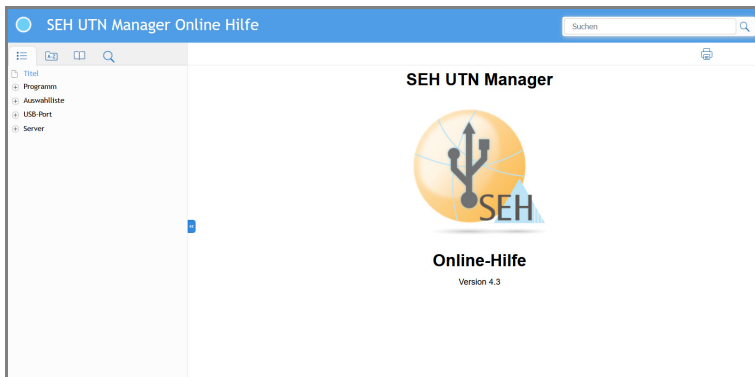 SEH UTN Manager Online Hilfe
Suchen
A-Z
Titel
Programm
Auswahlliste
USB-Port
Server
SEH UTN Manager
SEH
Online-Hilfe
Version 4.3